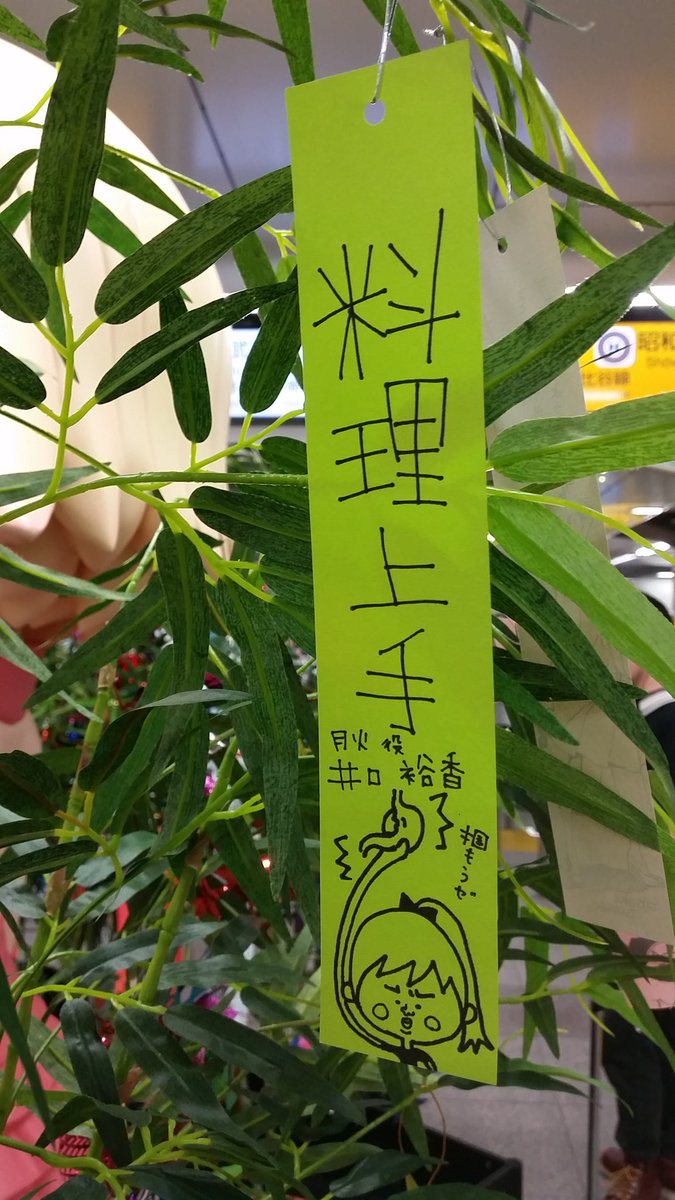 料理上手
月火 役
井口 裕香
掴もうぜ
昭和